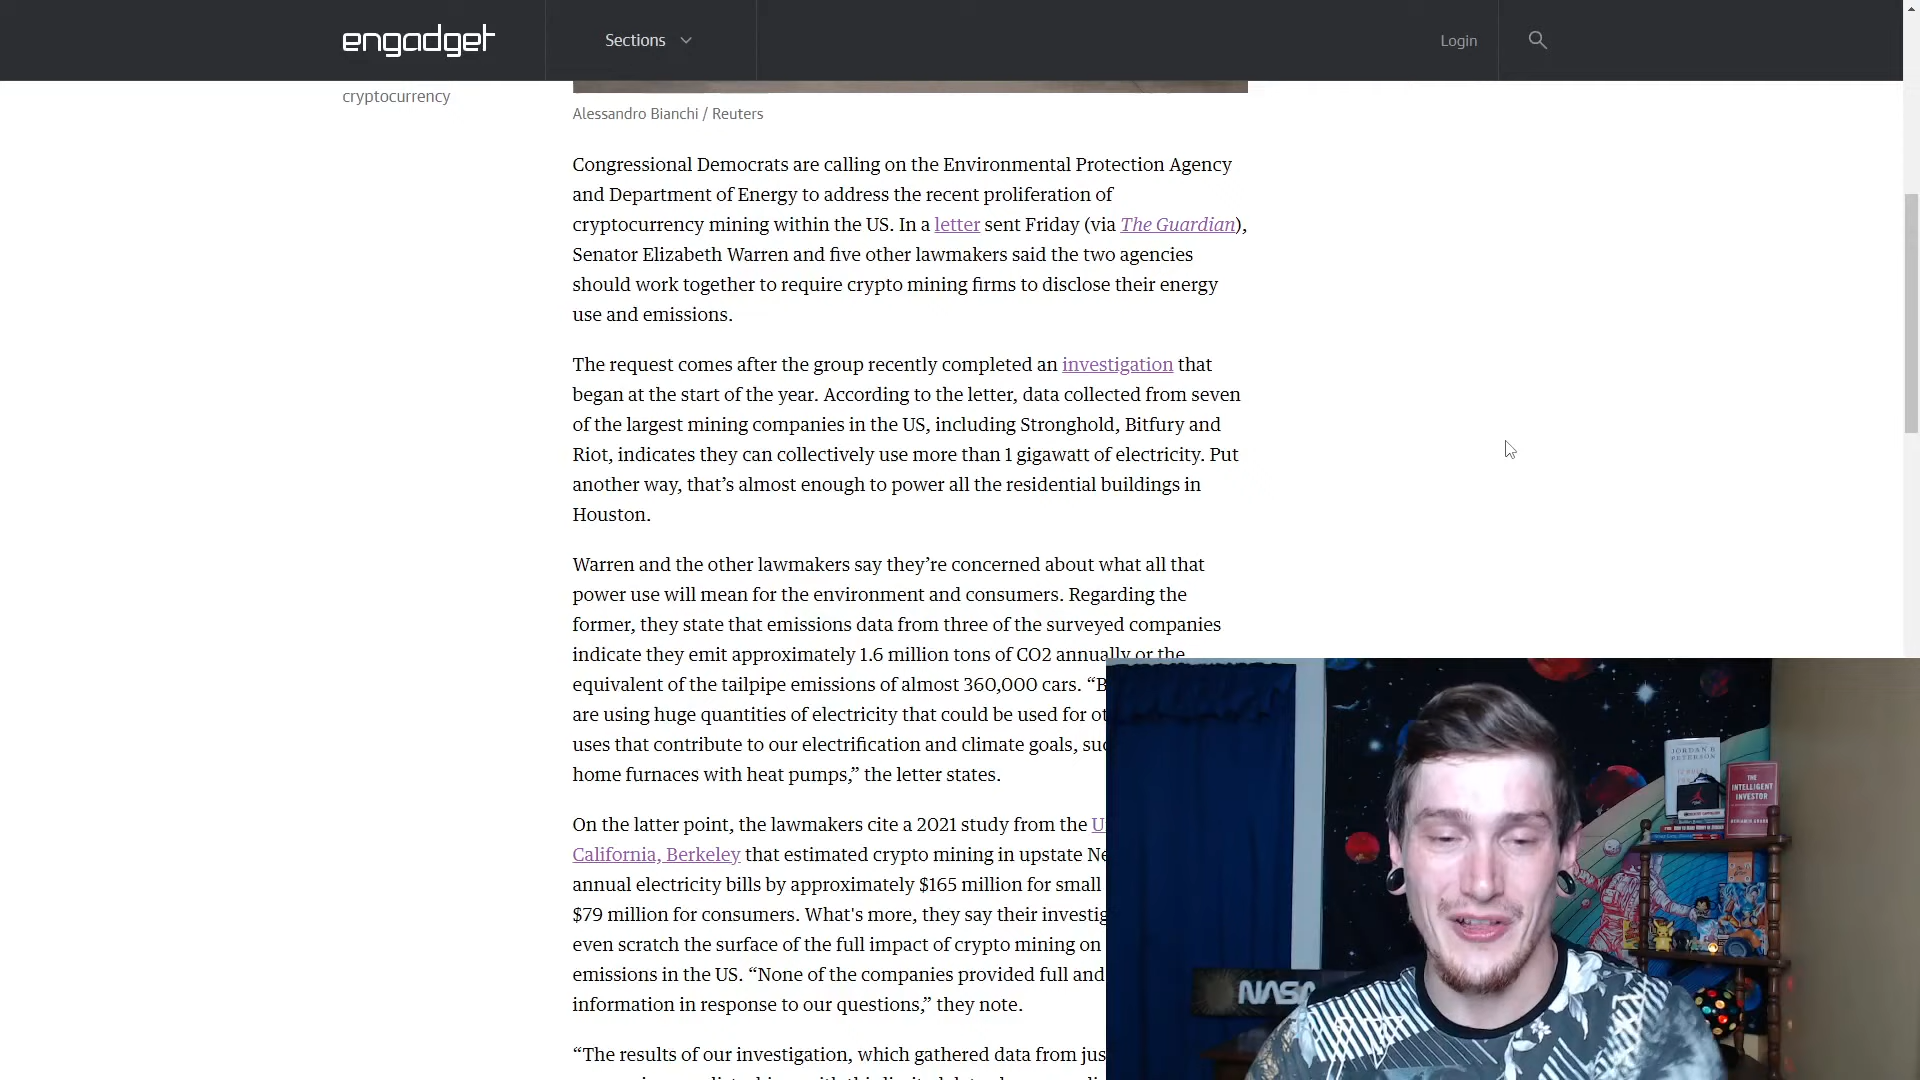 engadget
Sections
Login
cryptocurrency
Alessandro Bianchi / Reuters
Congressional Democrats are calling on the Environmental Protection Agency
and Department of Energy to address the recent proliferation of
cryptocurrency mining within the US. In a letter sent Friday (via The Guardian),
Senator Elizabeth Warren and five other lawmakers said the two agencies
should work together to require crypto mining firms to disclose their energy
use and emissions.
The request comes after the group recently completed an investigation that
began at the start of the year. According to the letter, data collected from seven
of the largest mining companies in the US, including Stronghold, Bitfury and
Riot, indicates they can collectively use more than 1 gigawatt of electricity. Put
another way, that’s almost enough to power all the residential buildings in
Houston.
Warren and the other lawmakers say they’re concerned about what all that
power use will mean for the environment and consumers. Regarding the
former, they state that emissions data from three of the surveyed companies
indicate they emit approximately 1.6 million tons of CO2 annually or the
equivalent of the tailpipe emissions of almost 360,000 cars. “B
are using huge quantities of electricity that could be used for ot
uses that contribute to our electrification and climate goals, suc
home furnaces with heat pumps,” the letter states.
On the latter point, the lawmakers cite a 2021 study from the U
California, Berkeley that estimated crypto mining in upstate Ne
annual electricity bills by approximately $165 million for small
$79 million for consumers. What's more, they say their investig
even scratch the surface of the full impact of crypto mining on
emissions in the US. “None of the companies provided full and
information in response to our questions,” they note.
“The results of our investigation, which gathered data from jus
JORDAN B
PETERSON
THE
INTELLIGENT
INVESTOR
NASA